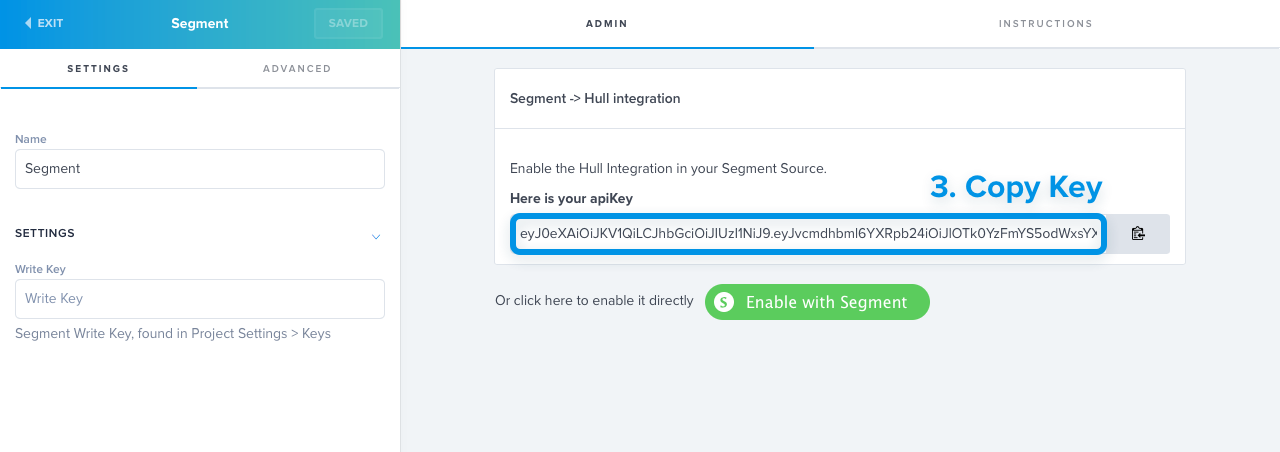 EXIT
Segment
SAVED
ADMIN
INSTRUCTIONS
SETTINGS
ADVANCED
Segment -> Hull integration
Name
Segment
Enable the Hull Integration in your Segment Source.
3. Copy Key
Here is your apiKey
SETTINGS
eyJ0eXAiOiJKV1QiLCJhbGciOiJIUzI1NiJ9.eyJvcmdhbml6YXRpb24iOiJlOTk0YzFmYS5odWxsYX
Write Key
Write Key
Or click here to enable it directly
S Enable with Segment
Segment Write Key, found in Project Settings > Keys